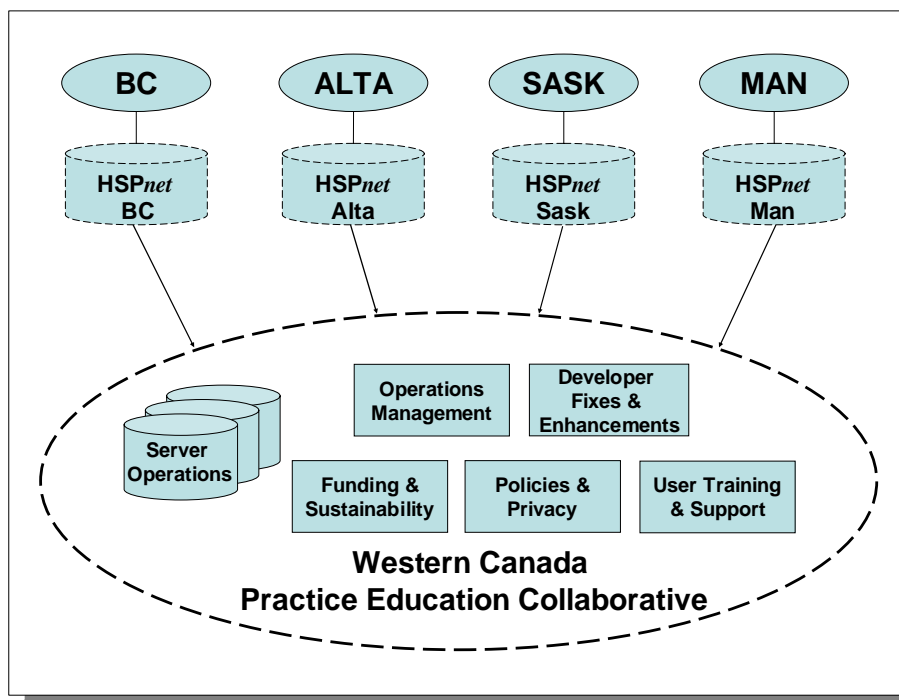 BC
ALTA
SASK
MAN
HSPnet
BC
HSPnet
Alta
HSPnet
Sask
HSPnet
Man
Operations
Management
Developer
Fixes &
Enhancements
Server
Operations
Funding &
Sustainability
Policies &
Privacy
User Training
& Support
Western Canada
Practice Education Collaborative